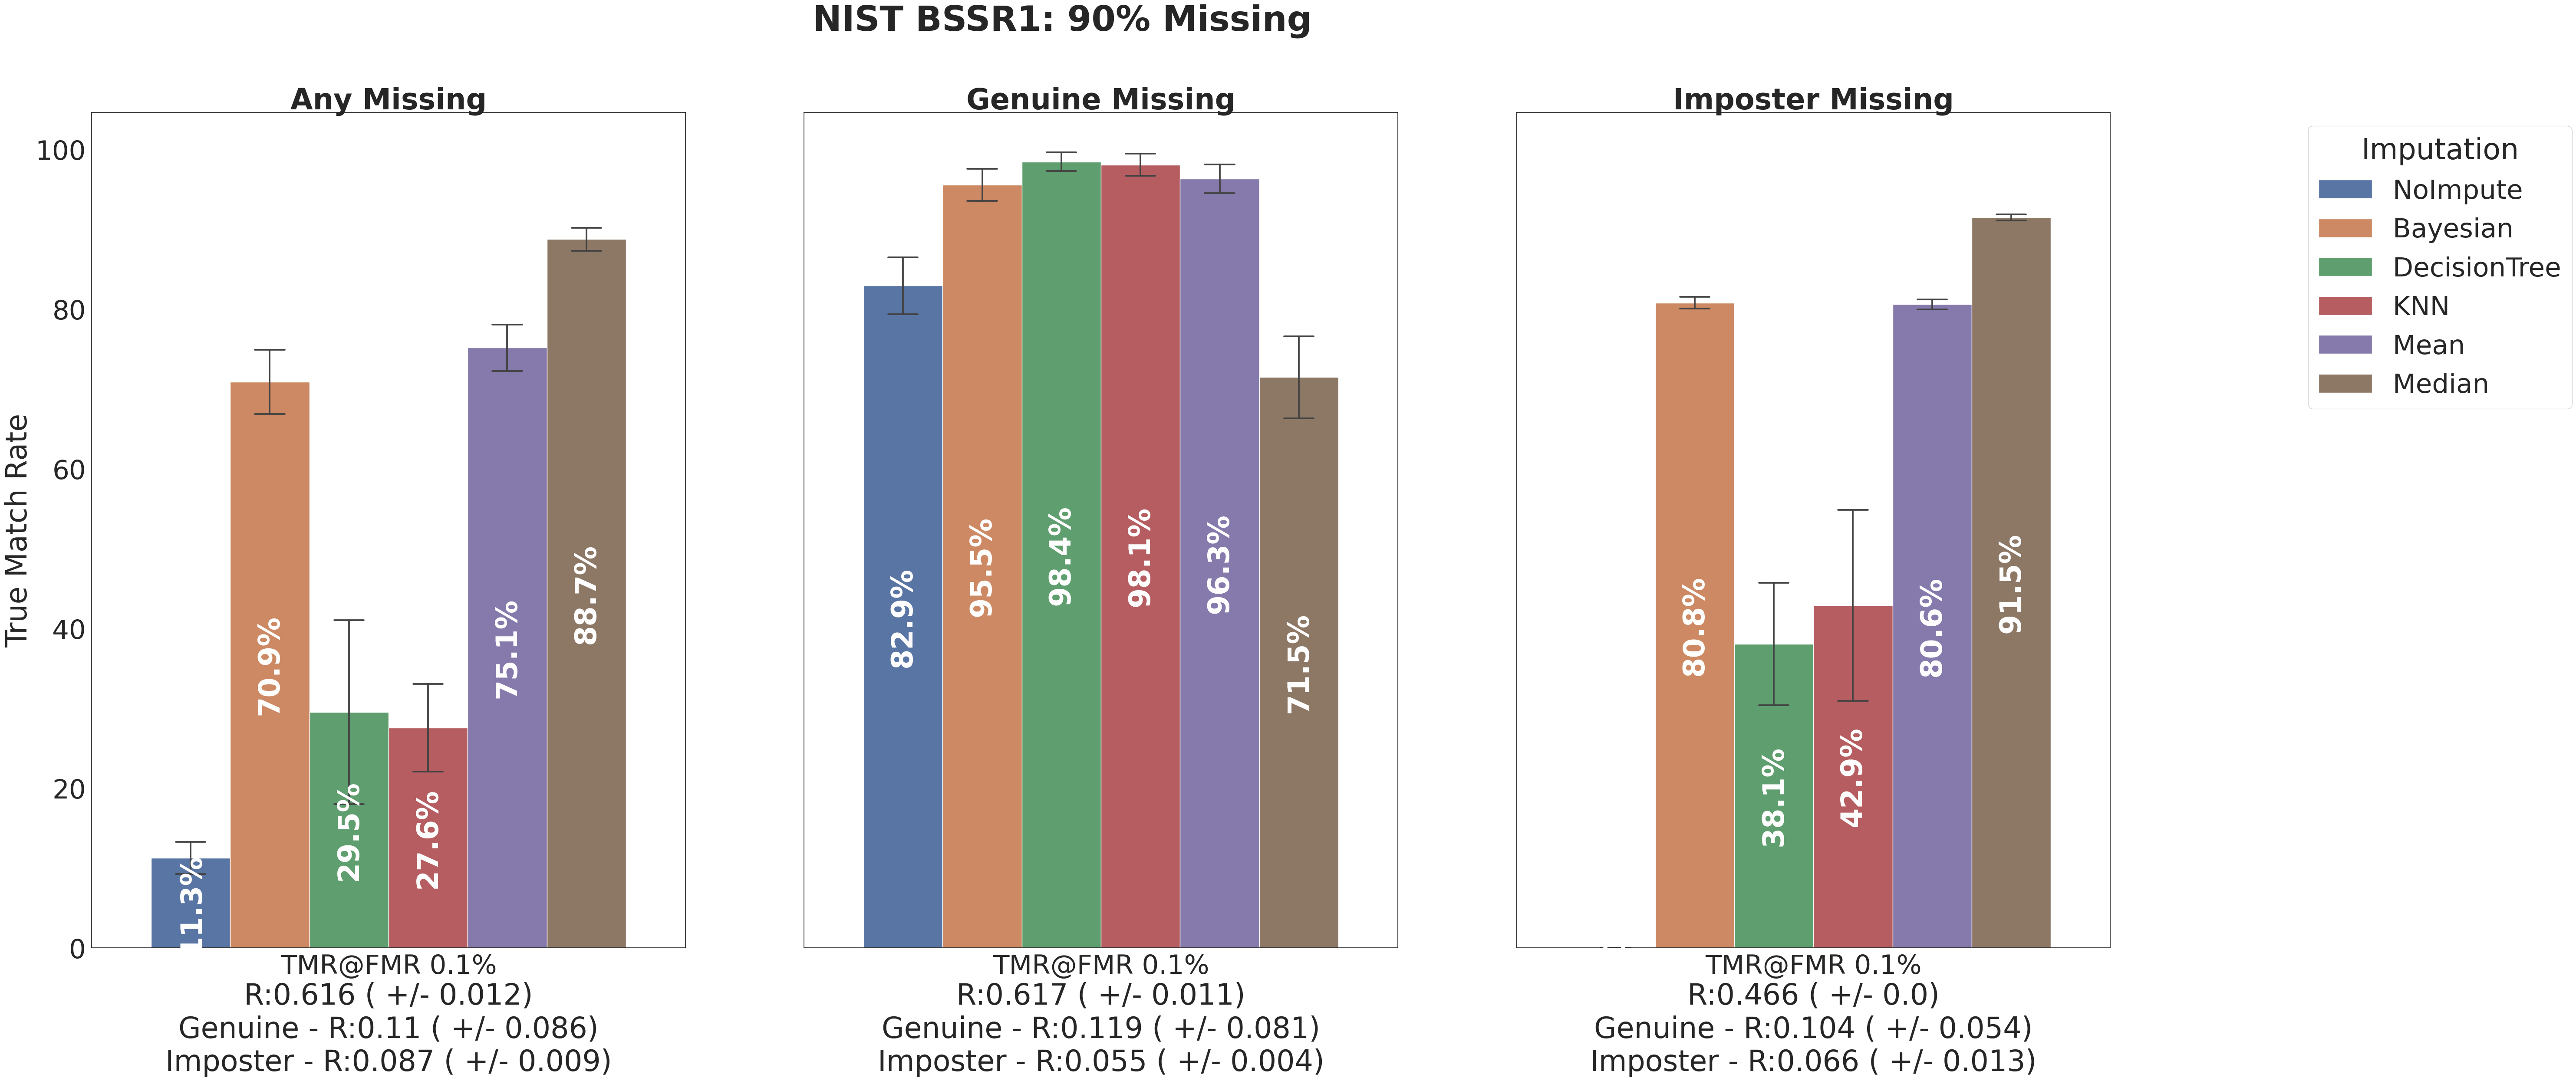 NIST BSSR1: 90% Missing
Any Missing
Genuine Missing
Imposter Missing
True Match Rate
100
80
60
40
20
0
11.3%
70.9%
29.5%
27.6%
75.1%
88.7%
82.9%
95.5%
98.4%
98.1%
96.3%
71.5%
80.8%
38.1%
42.9%
80.6%
91.5%
TMR@FMR 0.1%
R:0.616 ( +/- 0.012)
Genuine - R:0.11 ( +/- 0.086)
Imposter - R:0.087 ( +/- 0.009)
TMR@FMR 0.1%
R:0.617 ( +/- 0.011)
Genuine - R:0.119 ( +/- 0.081)
Imposter - R:0.055 ( +/- 0.004)
TMR@FMR 0.1%
R:0.466 ( +/- 0.0)
Genuine - R:0.104 ( +/- 0.054)
Imposter - R:0.066 ( +/- 0.013)
Imputation
NoImpute
Bayesian
DecisionTree
KNN
Mean
Median